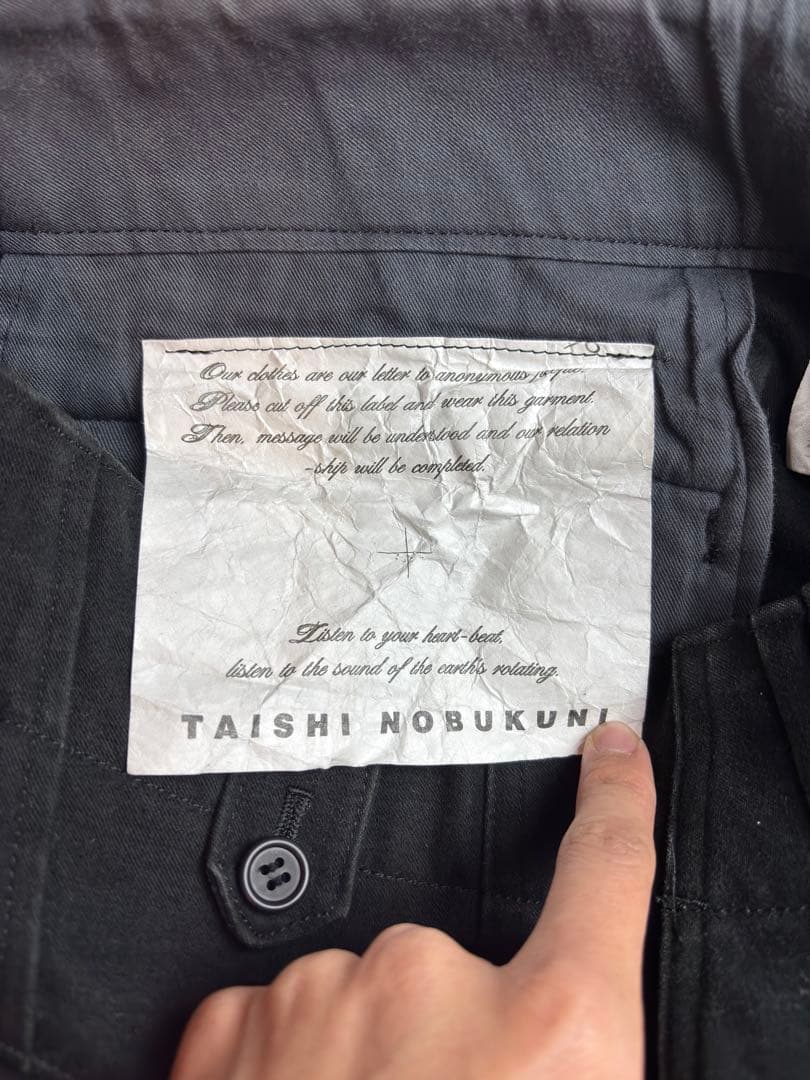 Our clothes are our letter to anonymous
Please cut off this label and wear this garment.
Then, message will be understood and our relation
-ship will be completed.
Listen to your heart-beat,
listen to the sound of the earth's rotating.
TAISHI NOBUKUNI